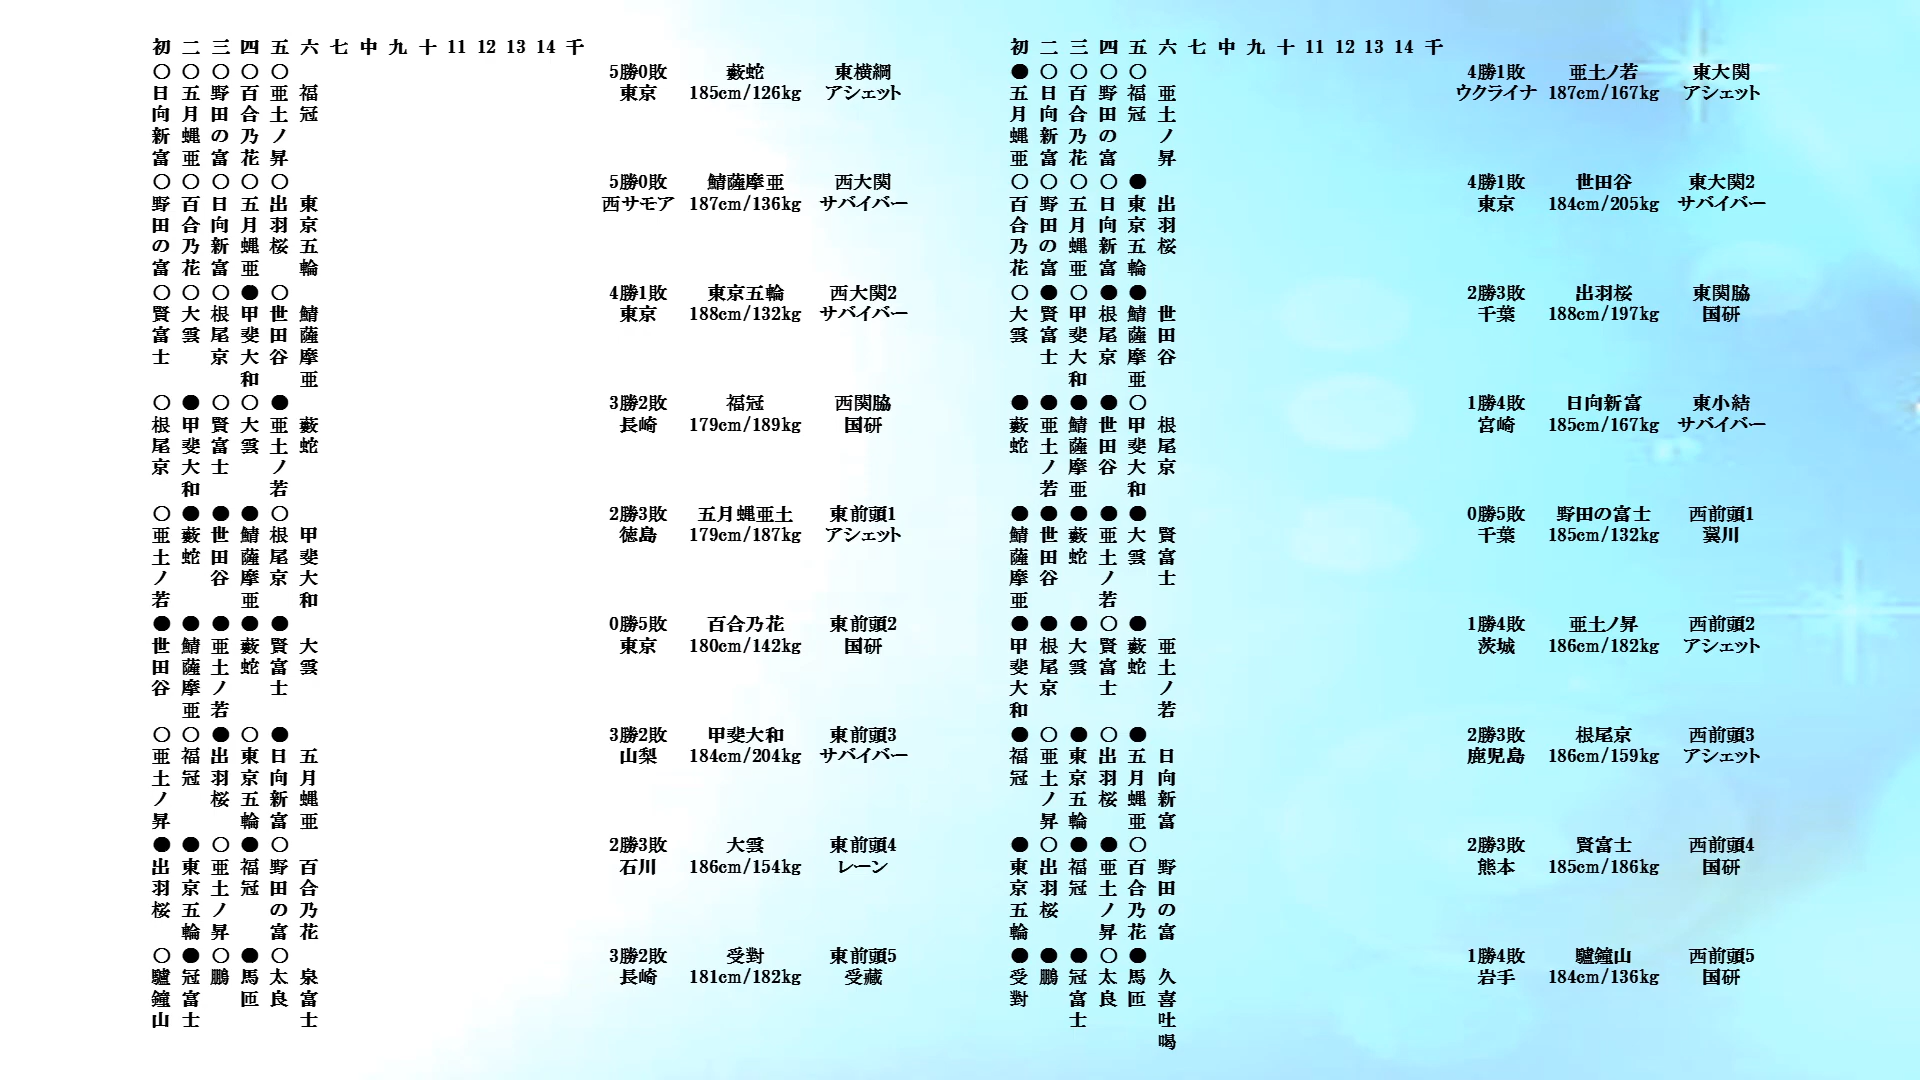 初 二 三 四 五 六 七 中 九 十 11 12 13 14 千
○ ○ ○ ○ ○
日向新富 五月蝿亜 野田の富 百合乃花 亜土ノ昇 福冠
5勝0敗 藪蛇 東横綱
東京 185cm/126kg アシェット
○ ○ ○ ○ ○
野田の富 百合乃花 日向新富 五月蝿亜 出羽桜 東京五輪
5勝0敗 鯖薩摩亜 西大関
西サモア 187cm/136kg サバイバー
○ ○ ○ ● ○
賢富士 大雲 根尾京 甲斐大和 世田谷 鯖薩摩亜
4勝1敗 東京五輪 西大関2
東京 188cm/132kg サバイバー
○ ● ○ ○ ●
根尾京 甲斐大和 賢富士 大雲 亜土ノ若 藪蛇
3勝2敗 福冠 西関脇
長崎 179cm/189kg 国研
○ ● ● ● ○
亜土ノ若 藪蛇 世田谷 鯖薩摩亜 根尾京 甲斐大和
2勝3敗 五月蝿亜土 東前頭1
徳島 179cm/187kg アシェット
● ● ● ● ●
世田谷 鯖薩摩亜 亜土ノ若 藪蛇 賢富士 大雲
0勝5敗 百合乃花 東前頭2
東京 180cm/142kg 国研
○ ○ ● ○ ●
亜土ノ昇 福冠 出羽桜 東京五輪 日向新富 五月蝿亜
3勝2敗 甲斐大和 東前頭3
山梨 184cm/204kg サバイバー
● ● ○ ● ○
出羽桜 東京五輪 亜土ノ昇 福冠 野田の富 百合乃花
2勝3敗 大雲 東前頭4
石川 186cm/154kg レーン
○ ● ○ ● ○
驢鐘山 冠富士 鵬 馬匝 太良 泉富士
3勝2敗 受對 東前頭5
長崎 181cm/182kg 受蔵
初 二 三 四 五 六 七 中 九 十 11 12 13 14 千
● ○ ○ ○ ○
五月蝿亜 日向新富 百合乃花 野田の富 福冠 亜土ノ昇
4勝1敗 亜土ノ若 東大関
ウクライナ 187cm/167kg アシェット
○ ○ ○ ○ ●
百合乃花 野田の富 五月蝿亜 日向新富 東京五輪 出羽桜
4勝1敗 世田谷 東大関2
東京 184cm/205kg サバイバー
○ ● ○ ● ●
大雲 賢富士 甲斐大和 根尾京 鯖薩摩亜 世田谷
2勝3敗 出羽桜 東関脇
千葉 188cm/197kg 国研
● ● ● ● ○
藪蛇 亜土ノ若 鯖薩摩亜 世田谷 甲斐大和 根尾京
1勝4敗 日向新富 東小結
宮崎 185cm/167kg サバイバー
● ● ● ● ●
鯖薩摩亜 世田谷 藪蛇 亜土ノ若 大雲 賢富士
0勝5敗 野田の富士 西前頭1
千葉 185cm/132kg 翼川
● ● ● ○ ●
甲斐大和 根尾京 大雲 賢富士 藪蛇 亜土ノ若
1勝4敗 亜土ノ昇 西前頭2
茨城 186cm/182kg アシェット
● ○ ● ○ ●
福冠 亜土ノ昇 東京五輪 出羽桜 五月蝿亜 日向新富
2勝3敗 根尾京 西前頭3
鹿児島 186cm/159kg アシェット
● ○ ● ● ○
東京五輪 出羽桜 福冠 亜土ノ昇 百合乃花 野田の富
2勝3敗 賢富士 西前頭4
熊本 185cm/186kg 国研
● ● ● ○ ●
受對 鵬 冠富士 太良 馬匝 久喜吐喝
1勝4敗 驢鐘山 西前頭5
岩手 184cm/136kg 国研